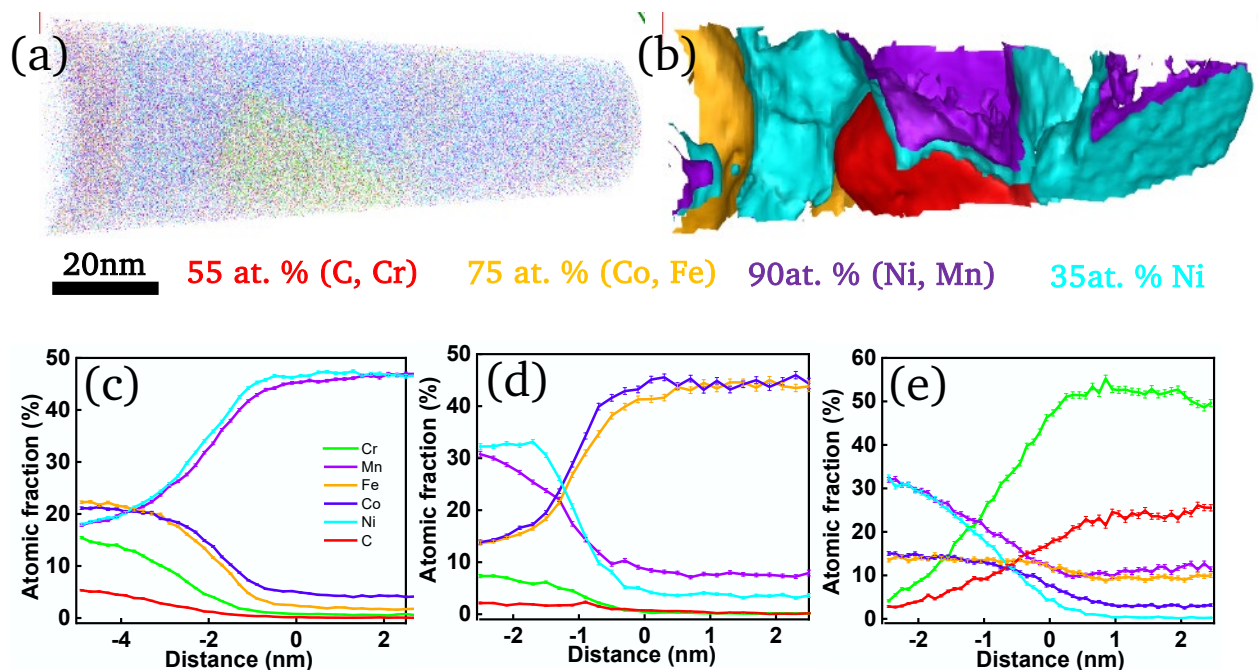 (a)
(b)
20nm
55 at. % (C, Cr)
75 at. % (Co, Fe)
90at. % (Ni, Mn)
35at. % Ni
(c)
Atomic fraction (%)
50
40
30
20
10
0
Cr
Mn
Fe
Co
Ni
C
-4
-2
0
2
Distance (nm)
(d)
Atomic fraction (%)
50
40
30
20
10
0
-2
-1
0
1
2
Distance (nm)
(e)
Atomic fraction (%)
60
50
40
30
20
10
0
-2
-1
0
1
2
Distance (nm)